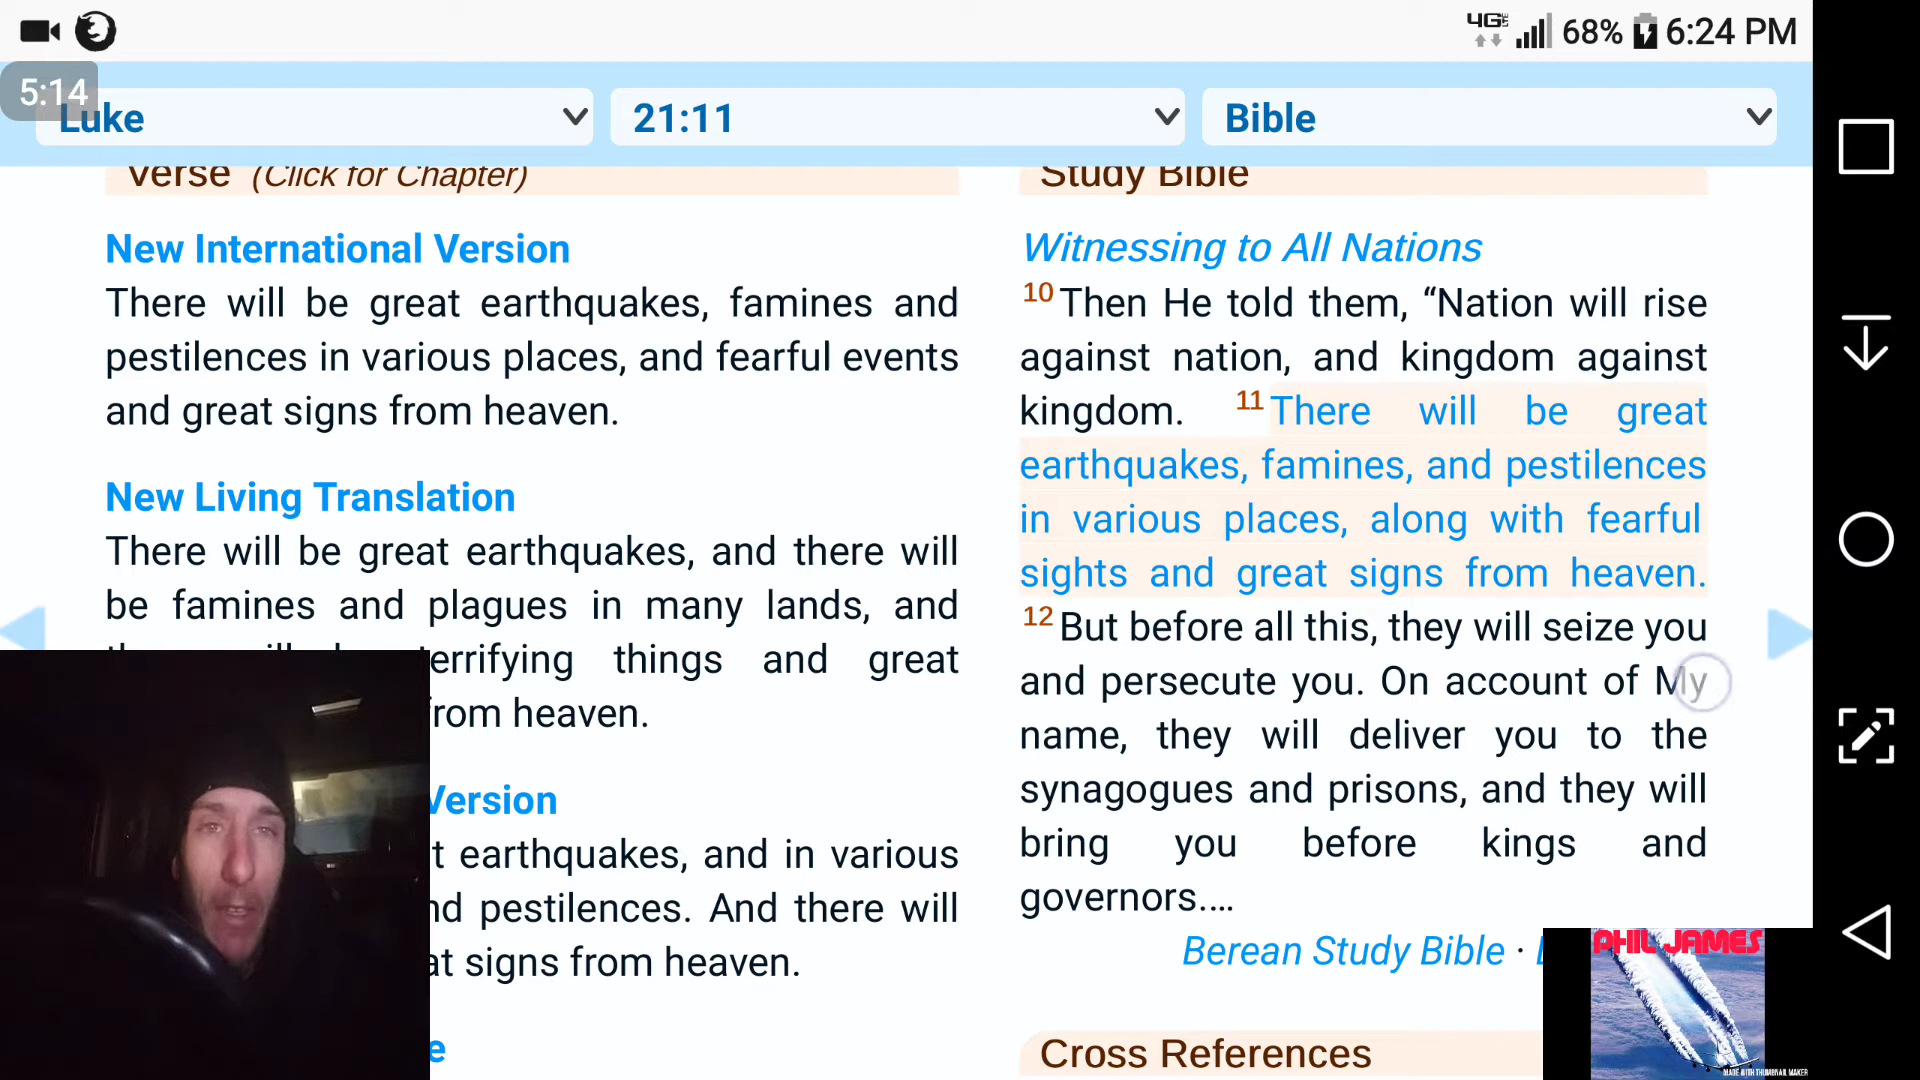 4G LTE 68% 6:24 PM
5:14
Luke 21:11 Bible
Verse (Click for Chapter)
New International Version
There will be great earthquakes, famines and
pestilences in various places, and fearful events
and great signs from heaven.
New Living Translation
There will be great earthquakes, and there will
be famines and plagues in many lands, and
terrifying things and great
from heaven.
Version
earthquakes, and in various
pestilences. And there will
signs from heaven.
Study Bible
Witnessing to All Nations
10 Then He told them, “Nation will rise
against nation, and kingdom against
kingdom. 11 There will be great
earthquakes, famines, and pestilences
in various places, along with fearful
sights and great signs from heaven.
12 But before all this, they will seize you
and persecute you. On account of My
name, they will deliver you to the
synagogues and prisons, and they will
bring you before kings and
governors.…
Berean Study Bible ·
Cross References
PHIL JAMES
MADE WITH THUMBNAIL MAKER